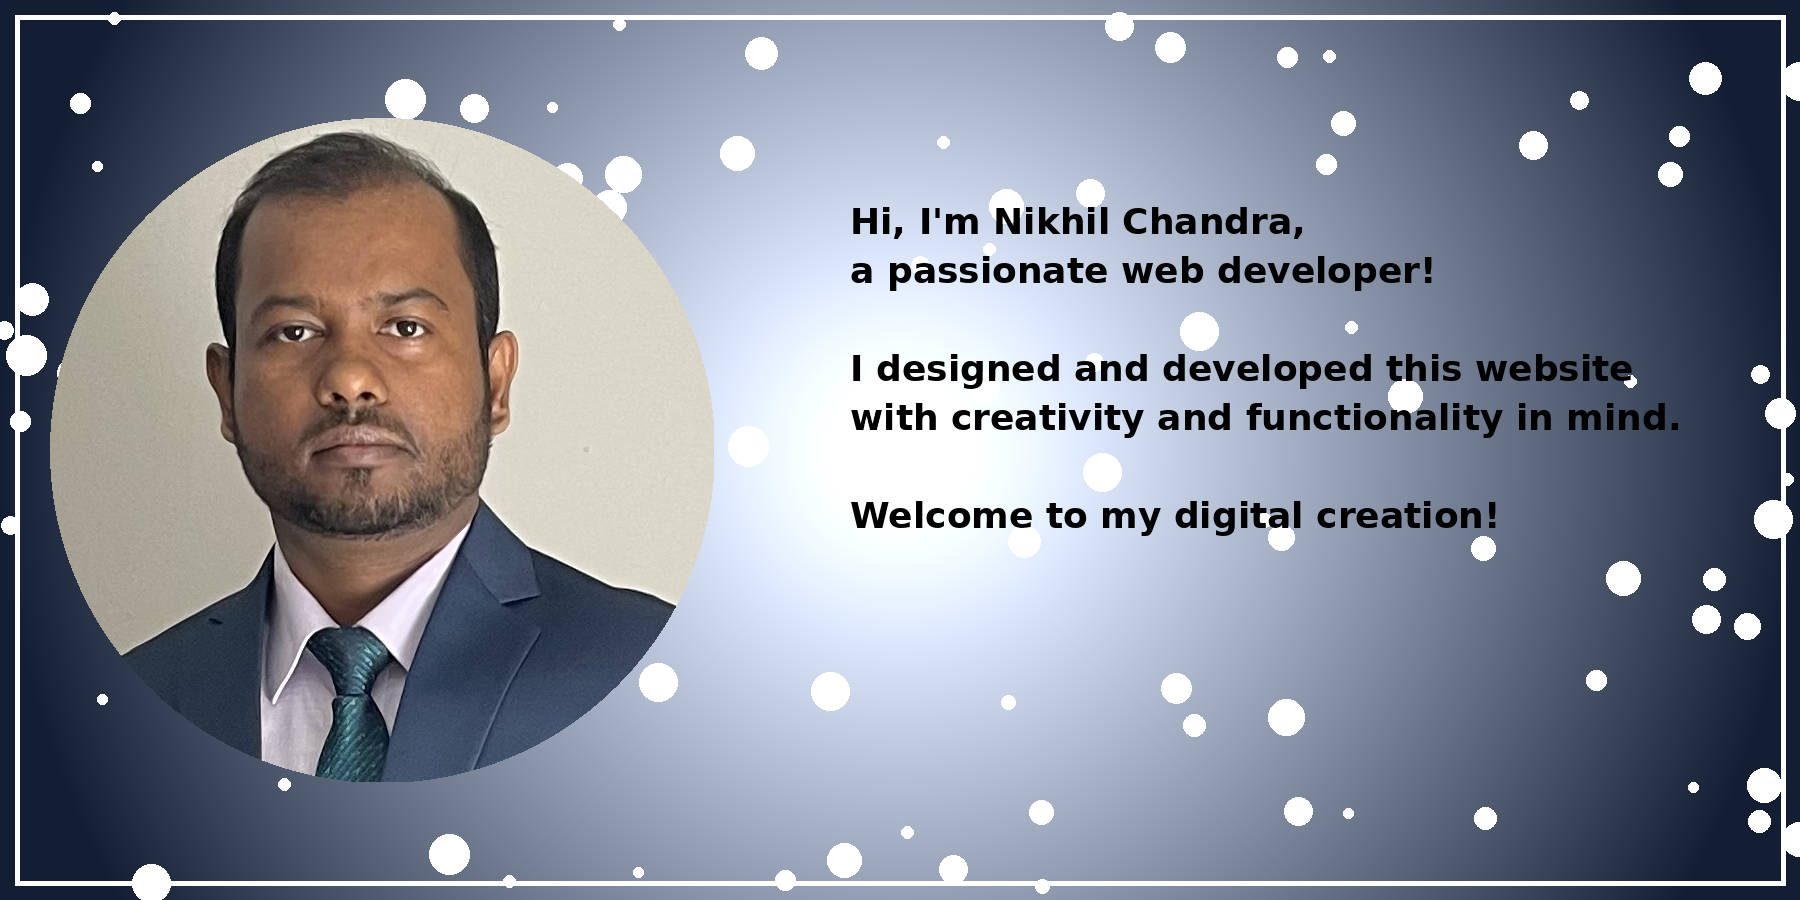 Hi, I'm Nikhil Chandra,
a passionate web developer!
I designed and developed this website
with creativity and functionality in mind.
Welcome to my digital creation!